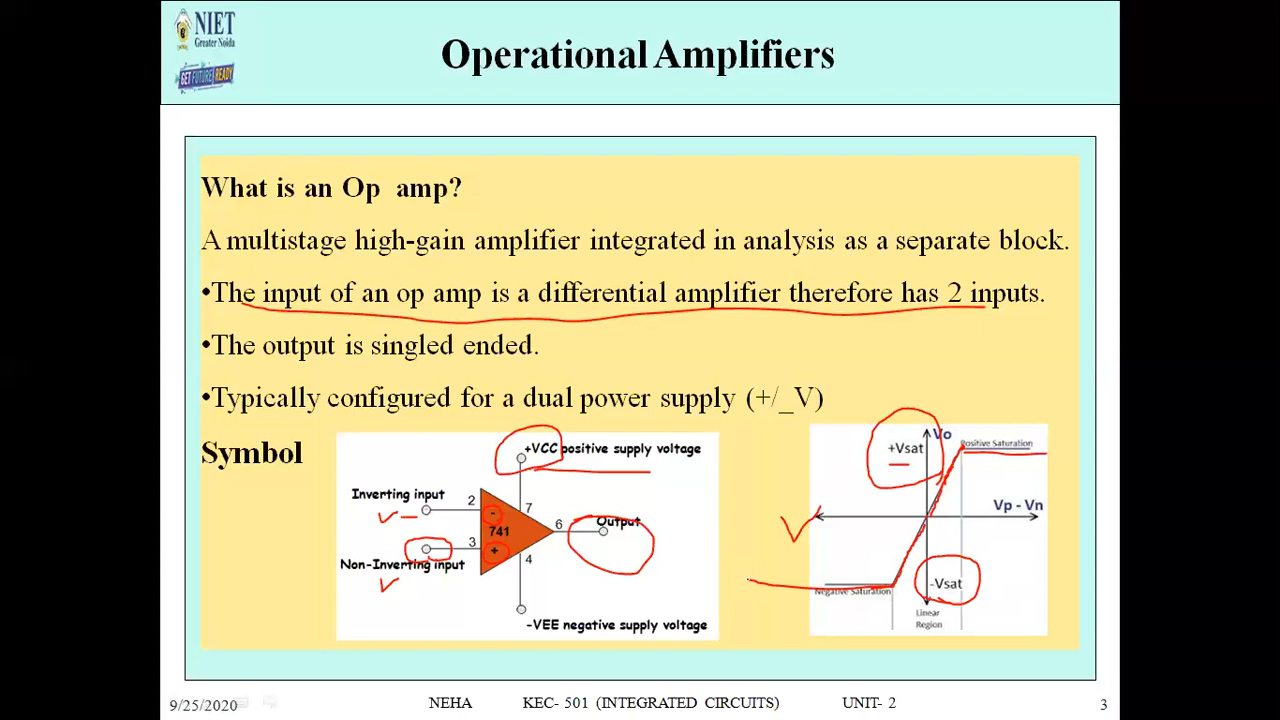 NIET
Greater Noida
GET FUTURE READY
Operational Amplifiers
What is an Op amp?
A multistage high-gain amplifier integrated in analysis as a separate block.
•The input of an op amp is a differential amplifier therefore has 2 inputs.
•The output is singled ended.
•Typically configured for a dual power supply (+/_V)
Symbol
+VCC positive supply voltage
Inverting input
2
-
7
741
6
Output
3
+
Non-Inverting input
4
-VEE negative supply voltage
Vo
+Vsat
Positive Saturation
Vp - Vn
-Vsat
Negative Saturation
Linear
Region
9/25/2020
NEHA
KEC- 501 (INTEGRATED CIRCUITS)
UNIT- 2
3